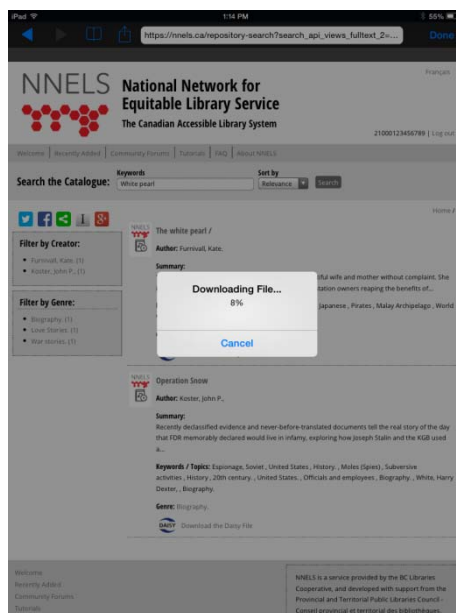 iPad
1:14 PM
55%
https://nnels.ca/repository-search?search_api_views_fulltext_2=...
Done
Français
NNELS
National Network for
Equitable Library Service
The Canadian Accessible Library System
21000123456789 | Log out
Welcome | Recently Added | Community Forums | Tutorials | FAQ | About NNELS
Search the Catalogue:
Keywords
White pearl
Sort by
Relevance
Search
Home /
Filter by Creator:
Furnivall, Kate. (1)
Koster, John P., (1)
Filter by Genre:
Biography. (1)
Love Stories. (1)
War stories. (1)
NNELS
The white pearl /
Author: Furnivall, Kate.
Summary:
ful wife and mother without complaint. She
tation owners reaping the benefits of...
Japanese , Pirates , Malay Archipelago , World
Downloading File...
8%
Cancel
NNELS
Operation Snow
Author: Koster, John P.,
Summary:
Recently declassified evidence and never-before-translated documents tell the real story of the day
that FDR memorably declared would live in infamy, exploring how Joseph Stalin and the KGB used
a...
Keywords / Topics: Espionage, Soviet , United States , History. , Moles (Spies) , Subversive
activities , History , 20th century. , United States , Officials and employees , Biography. , White, Harry
Dexter, , Biography.
Genre: Biography.
DAISY Download the Daisy File
Welcome
Recently Added
Community Forums
Tutorials
NNELS is a service provided by the BC Libraries
Cooperative, and developed with support from the
Provincial and Territorial Public Libraries Council -
Conseil provincial et territorial des bibliothèques